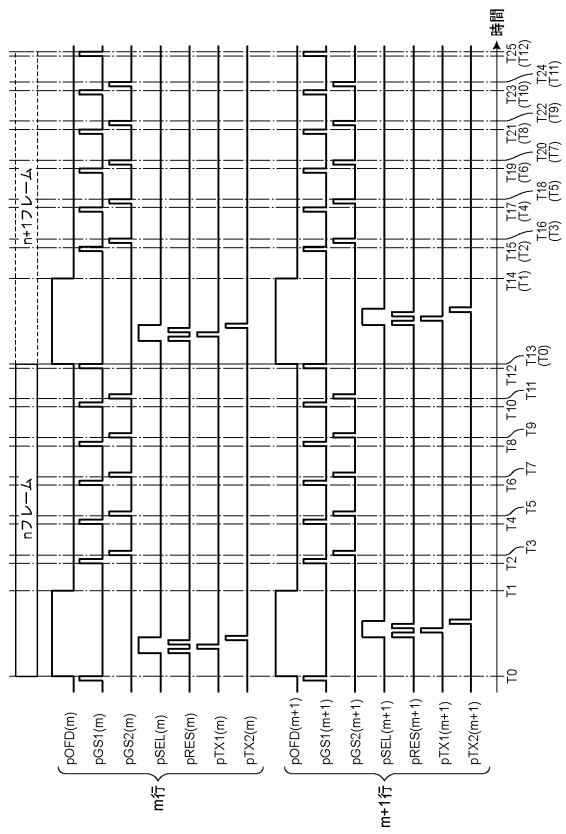 nフレーム
n+1フレーム
m行
pOFD(m)
pGS1(m)
pGS2(m)
pSEL(m)
pRES(m)
pTX1(m)
pTX2(m)
m+1行
pOFD(m+1)
pGS1(m+1)
pGS2(m+1)
pSEL(m+1)
pRES(m+1)
pTX1(m+1)
pTX2(m+1)
T0
T1
T2
T3
T4
T5
T6
T7
T8
T9
T10
T11
T12
T13
(T0)
T14
(T1)
T15
(T2)
T16
(T3)
T17
(T4)
T18
(T5)
T19
(T6)
T20
(T7)
T21
(T8)
T22
(T9)
T23
(T10)
T24
(T11)
T25
(T12)
時間